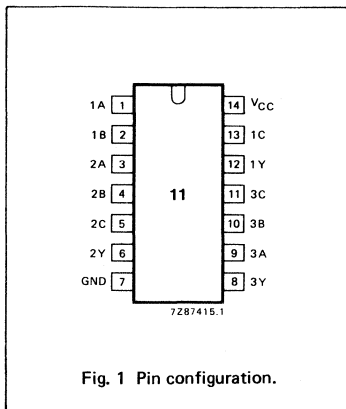 1A 1 14 VCC
1B 2 13 1C
2A 3 12 1Y
2B 4 11 11 3C
2C 5 10 3B
2Y 6 9 3A
GND 7 8 3Y
7Z87415.1
Fig. 1 Pin configuration.